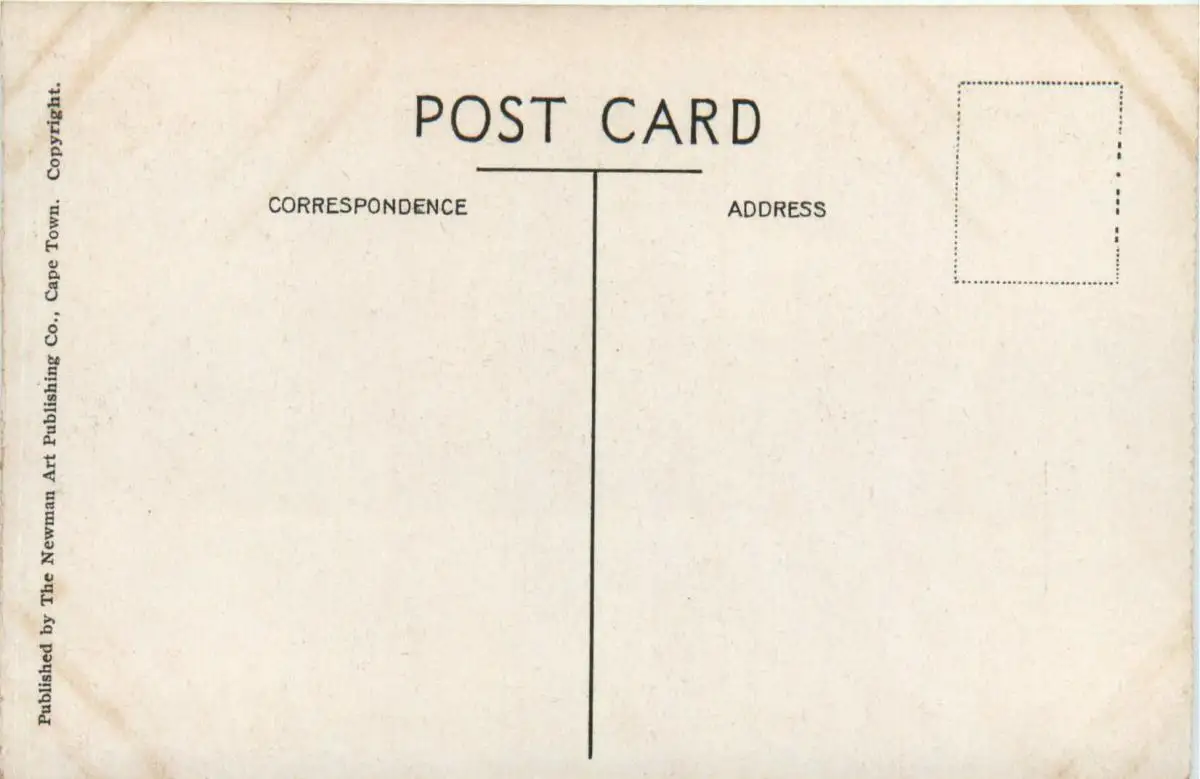 POST CARD
CORRESPONDENCE
ADDRESS
Published by The Newman Art Publishing Co., Cape Town. Copyright.